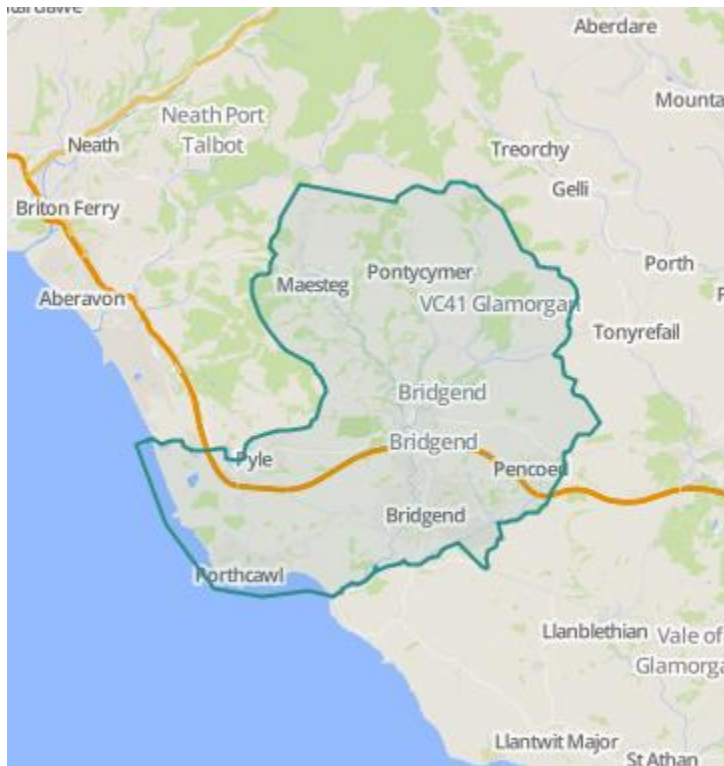 Aberdare
Mounta
Neath Port
Talbot
Neath
Treorchy
Gelli
Briton Ferry
Porth
Maesteg
Pontycymer
Aberavon
VC41 Glamorgan
Tonyrefail
Bridgend
Bridgend
Pyle
Pencoed
Bridgend
Porthcawl
Llanblethian
Vale of
Glamorga
Llantwit Major
St Athan